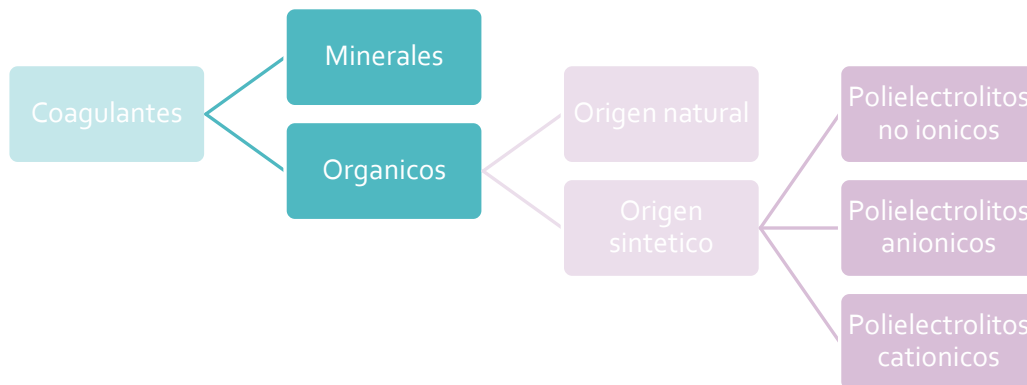 Coagulantes
Minerales
Organicos
Origen natural
Origen
sintetico
Polielectrolitos
no ionicos
Polielectrolitos
anionicos
Polielectrolitos
cationicos